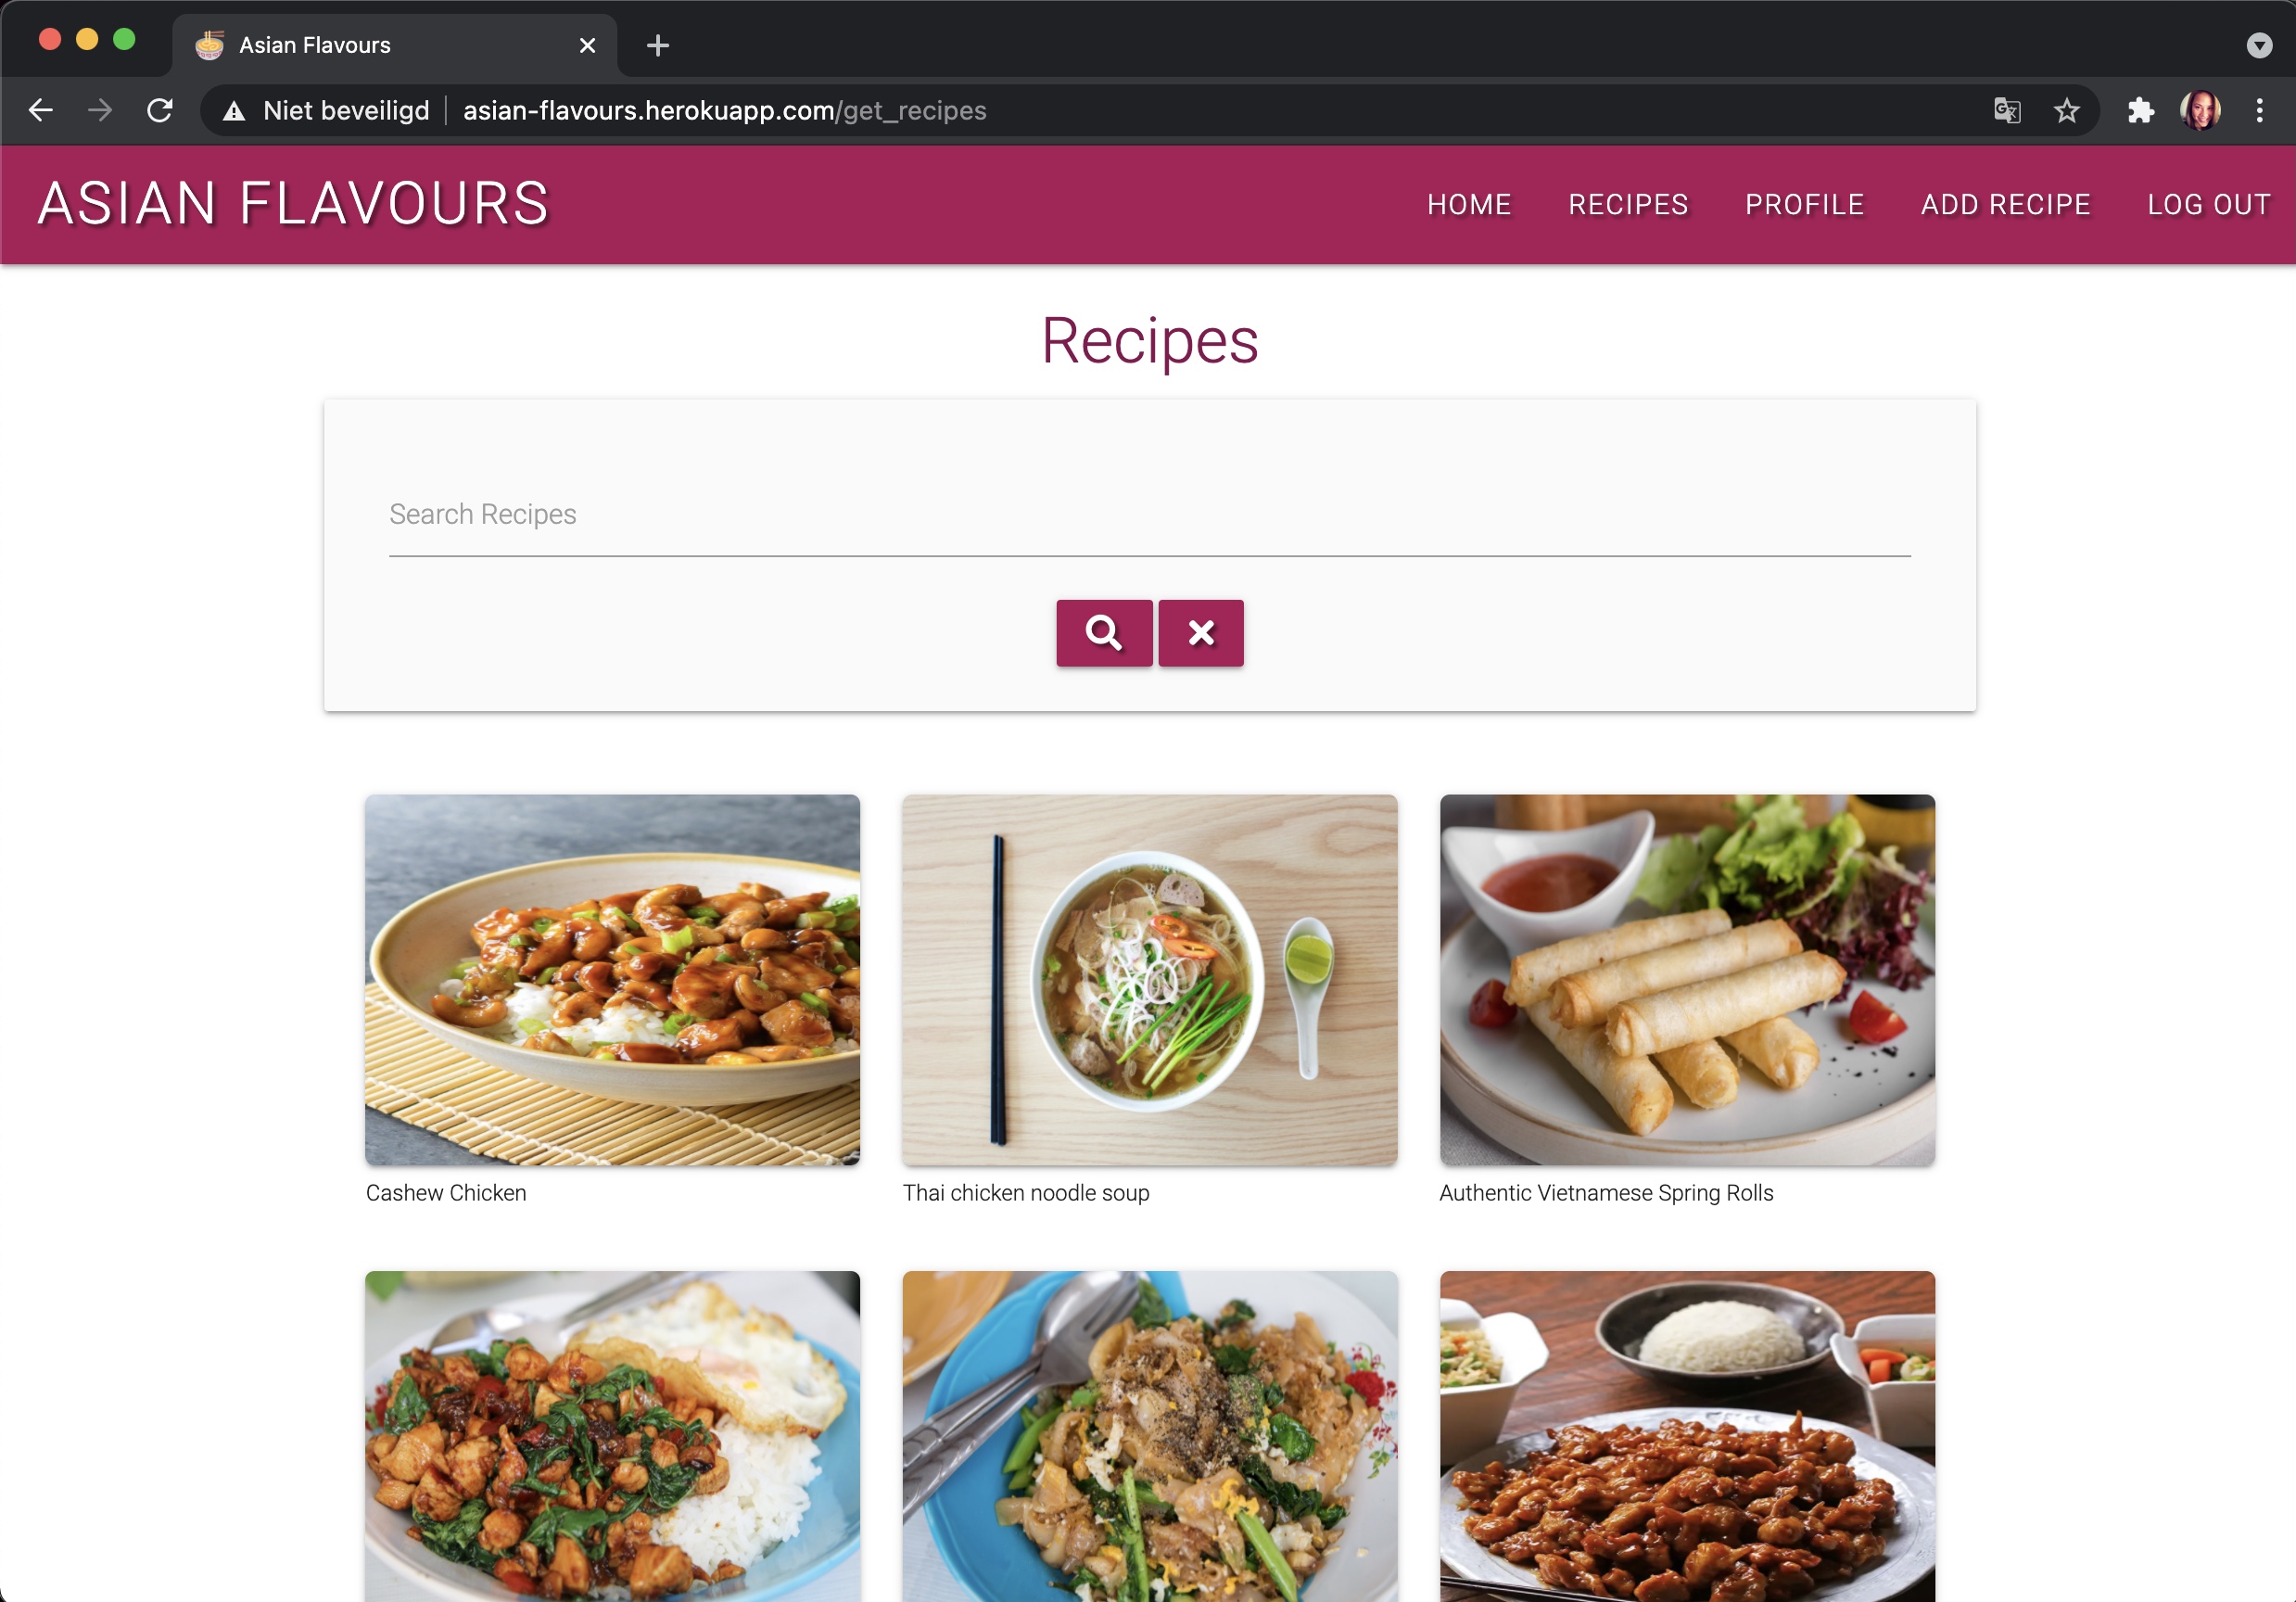 Asian Flavours
Niet beveiligd asian-flavours.herokuapp.com/get_recipes
ASIAN FLAVOURS HOME RECIPES PROFILE ADD RECIPE LOG OUT
Recipes
Search Recipes
Cashew Chicken
Thai chicken noodle soup
Authentic Vietnamese Spring Rolls